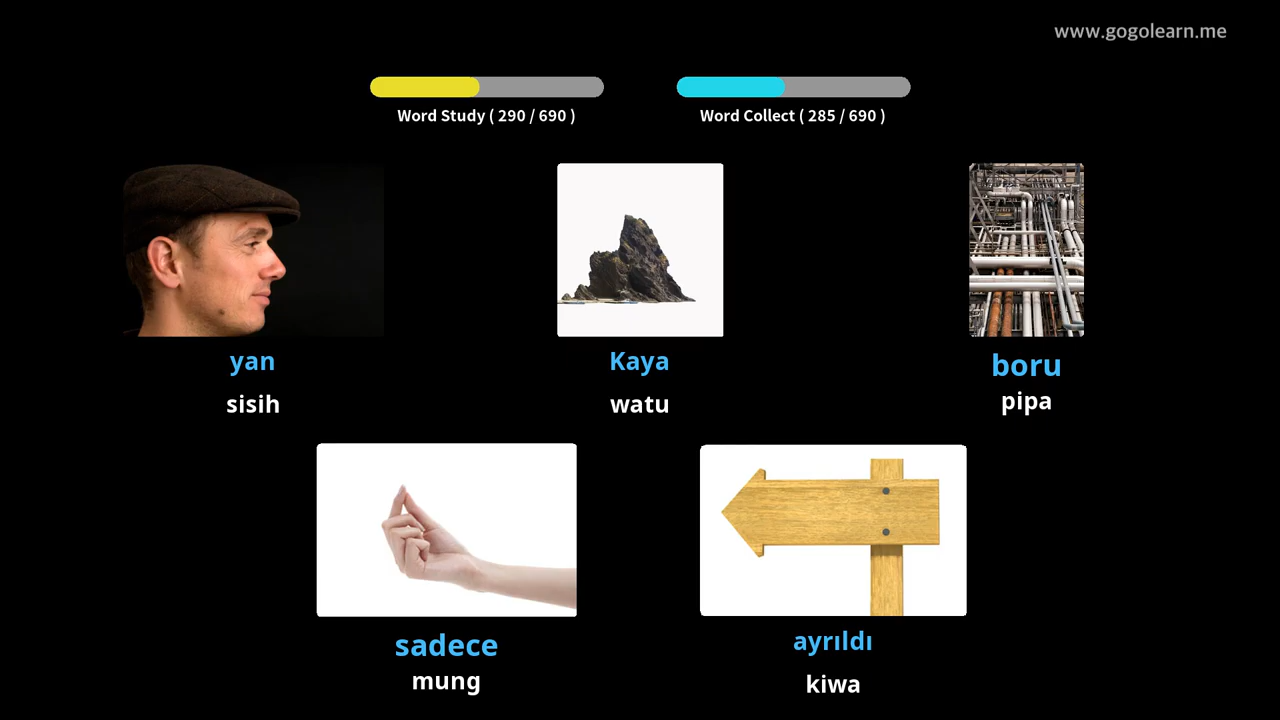 www.gogolearn.me
Word Study ( 290 / 690 )
Word Collect ( 285 / 690 )
yan
sisih
Kaya
watu
boru
pipa
sadece
mung
ayrıldı
kiwa